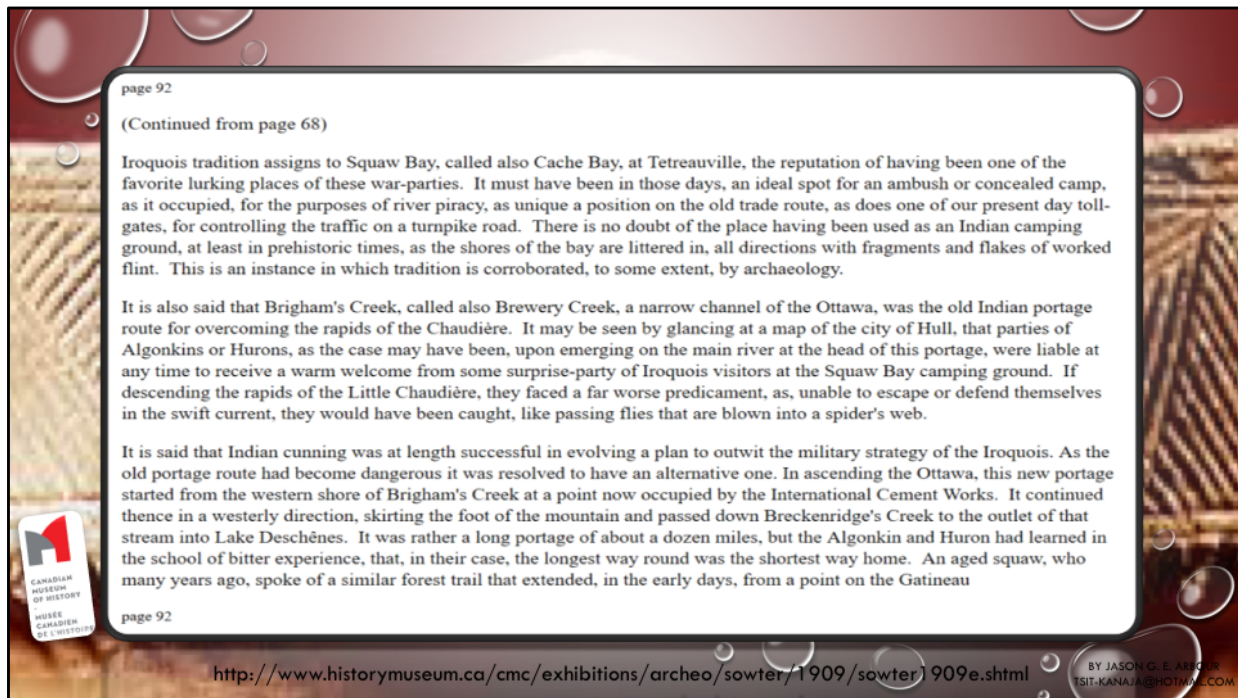 page 92
(Continued from page 68)
Iroquois tradition assigns to Squaw Bay, called also Cache Bay, at Tetreauville, the reputation of having been one of the
favorite lurking places of these war-parties. It must have been in those days, an ideal spot for an ambush or concealed camp,
as it occupied, for the purposes of river piracy, as unique a position on the old trade route, as does one of our present day toll-
gates, for controlling the traffic on a turnpike road. There is no doubt of the place having been used as an Indian camping
ground, at least in prehistoric times, as the shores of the bay are littered in, all directions with fragments and flakes of worked
flint. This is an instance in which tradition is corroborated, to some extent, by archaeology.
It is also said that Brigham's Creek, called also Brewery Creek, a narrow channel of the Ottawa, was the old Indian portage
route for overcoming the rapids of the Chaudière. It may be seen by glancing at a map of the city of Hull, that parties of
Algonkins or Hurons, as the case may have been, upon emerging on the main river at the head of this portage, were liable at
any time to receive a warm welcome from some surprise-party of Iroquois visitors at the Squaw Bay camping ground. If
descending the rapids of the Little Chaudière, they faced a far worse predicament, as, unable to escape or defend themselves
in the swift current, they would have been caught, like passing flies that are blown into a spider's web.
It is said that Indian cunning was at length successful in evolving a plan to outwit the military strategy of the Iroquois. As the
old portage route had become dangerous it was resolved to have an alternative one. In ascending the Ottawa, this new portage
started from the western shore of Brigham's Creek at a point now occupied by the International Cement Works. It continued
thence in a westerly direction, skirting the foot of the mountain and passed down Breckenridge's Creek to the outlet of that
stream into Lake Deschênes. It was rather a long portage of about a dozen miles, but the Algonkin and Huron had learned in
the school of bitter experience, that, in their case, the longest way round was the shortest way home. An aged squaw, who
many years ago, spoke of a similar forest trail that extended, in the early days, from a point on the Gatineau
page 92
CANADIAN
MUSEUM
OF HISTORY
MUSÉE
CANADIEN
DE L'HISTOIRE
http://www.historymuseum.ca/cmc/exhibitions/archeo/sowter/1909/sowter1909e.shtml
BY JASON G. E. ARBOUR
TSIT-KANAJA@HOTMAIL.COM